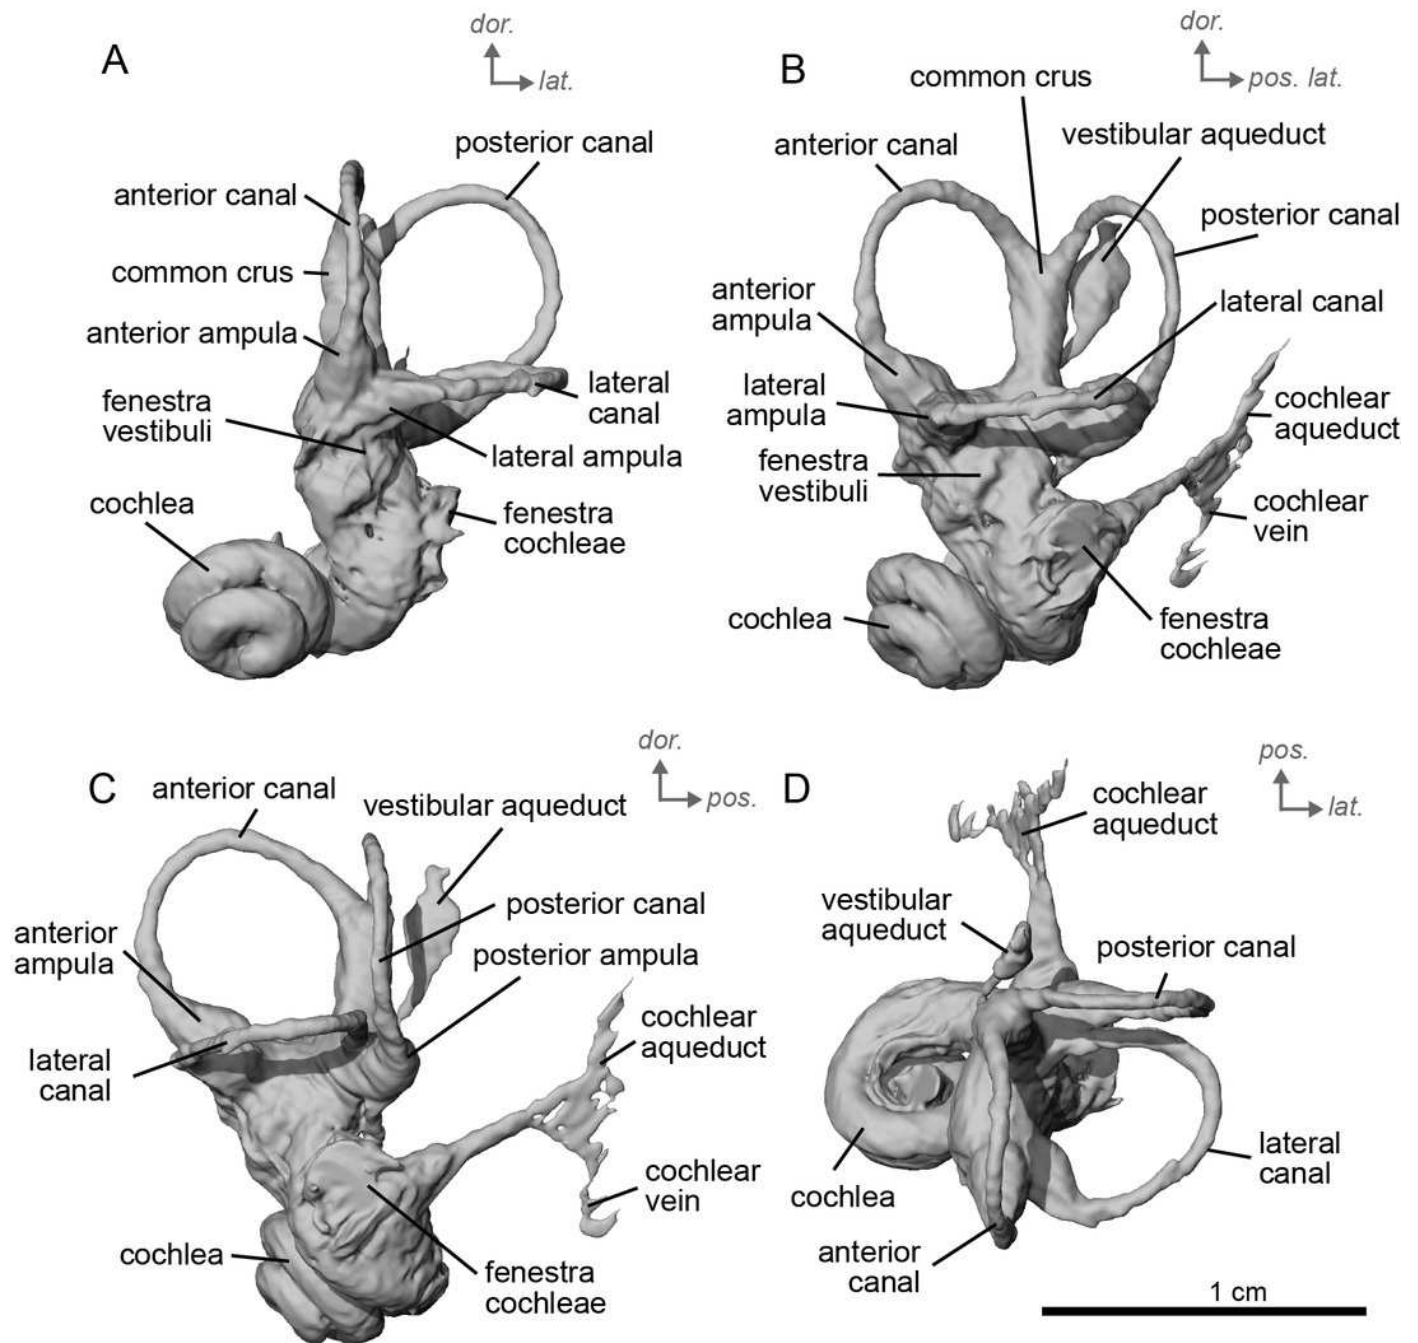 A
dor.
lat.
posterior canal
anterior canal
common crus
anterior ampula
fenestra
vestibuli
lateral
canal
lateral ampula
cochlea
fenestra
cochleae
B
dor.
pos. lat.
common crus
vestibular aqueduct
anterior canal
posterior canal
anterior
ampula
lateral canal
lateral
ampula
cochlear
aqueduct
fenestra
vestibuli
cochlear
vein
cochlea
fenestra
cochleae
C
dor.
pos.
anterior canal
vestibular aqueduct
posterior canal
anterior
ampula
posterior ampula
lateral
canal
cochlear
aqueduct
cochlear
vein
cochlea
fenestra
cochleae
D
pos.
lat.
cochlear
aqueduct
vestibular
aqueduct
posterior canal
lateral
canal
cochlea
anterior
canal
1 cm